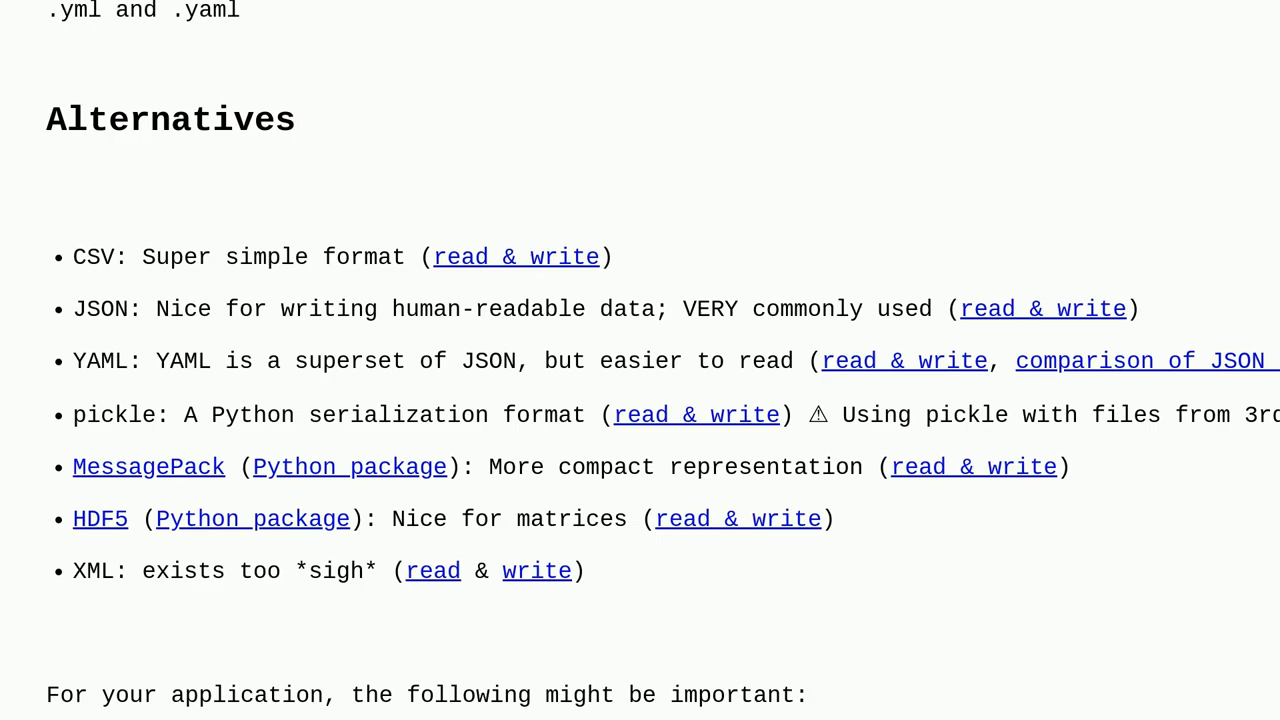 .yml and .yaml
Alternatives
• CSV: Super simple format (read & write)
• JSON: Nice for writing human-readable data; VERY commonly used (read & write)
• YAML: YAML is a superset of JSON, but easier to read (read & write, comparison of JSON
• pickle: A Python serialization format (read & write) ⚠ Using pickle with files from 3rd
• MessagePack (Python package): More compact representation (read & write)
• HDF5 (Python package): Nice for matrices (read & write)
• XML: exists too *sigh* (read & write)
For your application, the following might be important: